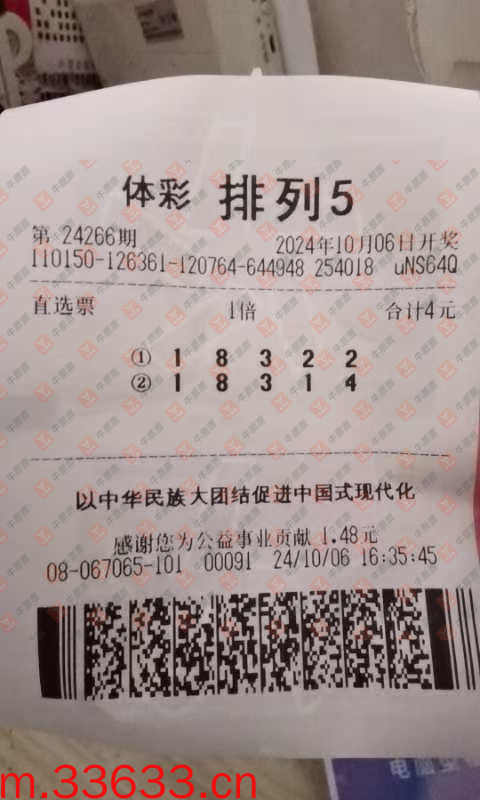 体彩 排列5
第 24266期 2024年10月06日开奖
110150-126361-120764-644948 254018 uNS64Q
直选票 1倍 合计4元
① 1 8 3 2 2
② 1 8 3 1 4
以中华民族大团结促进中国式现代化
感谢您为公益事业贡献 1.48元
08-067065-101 00091 24/10/06 16:35:45
m.33633.cn